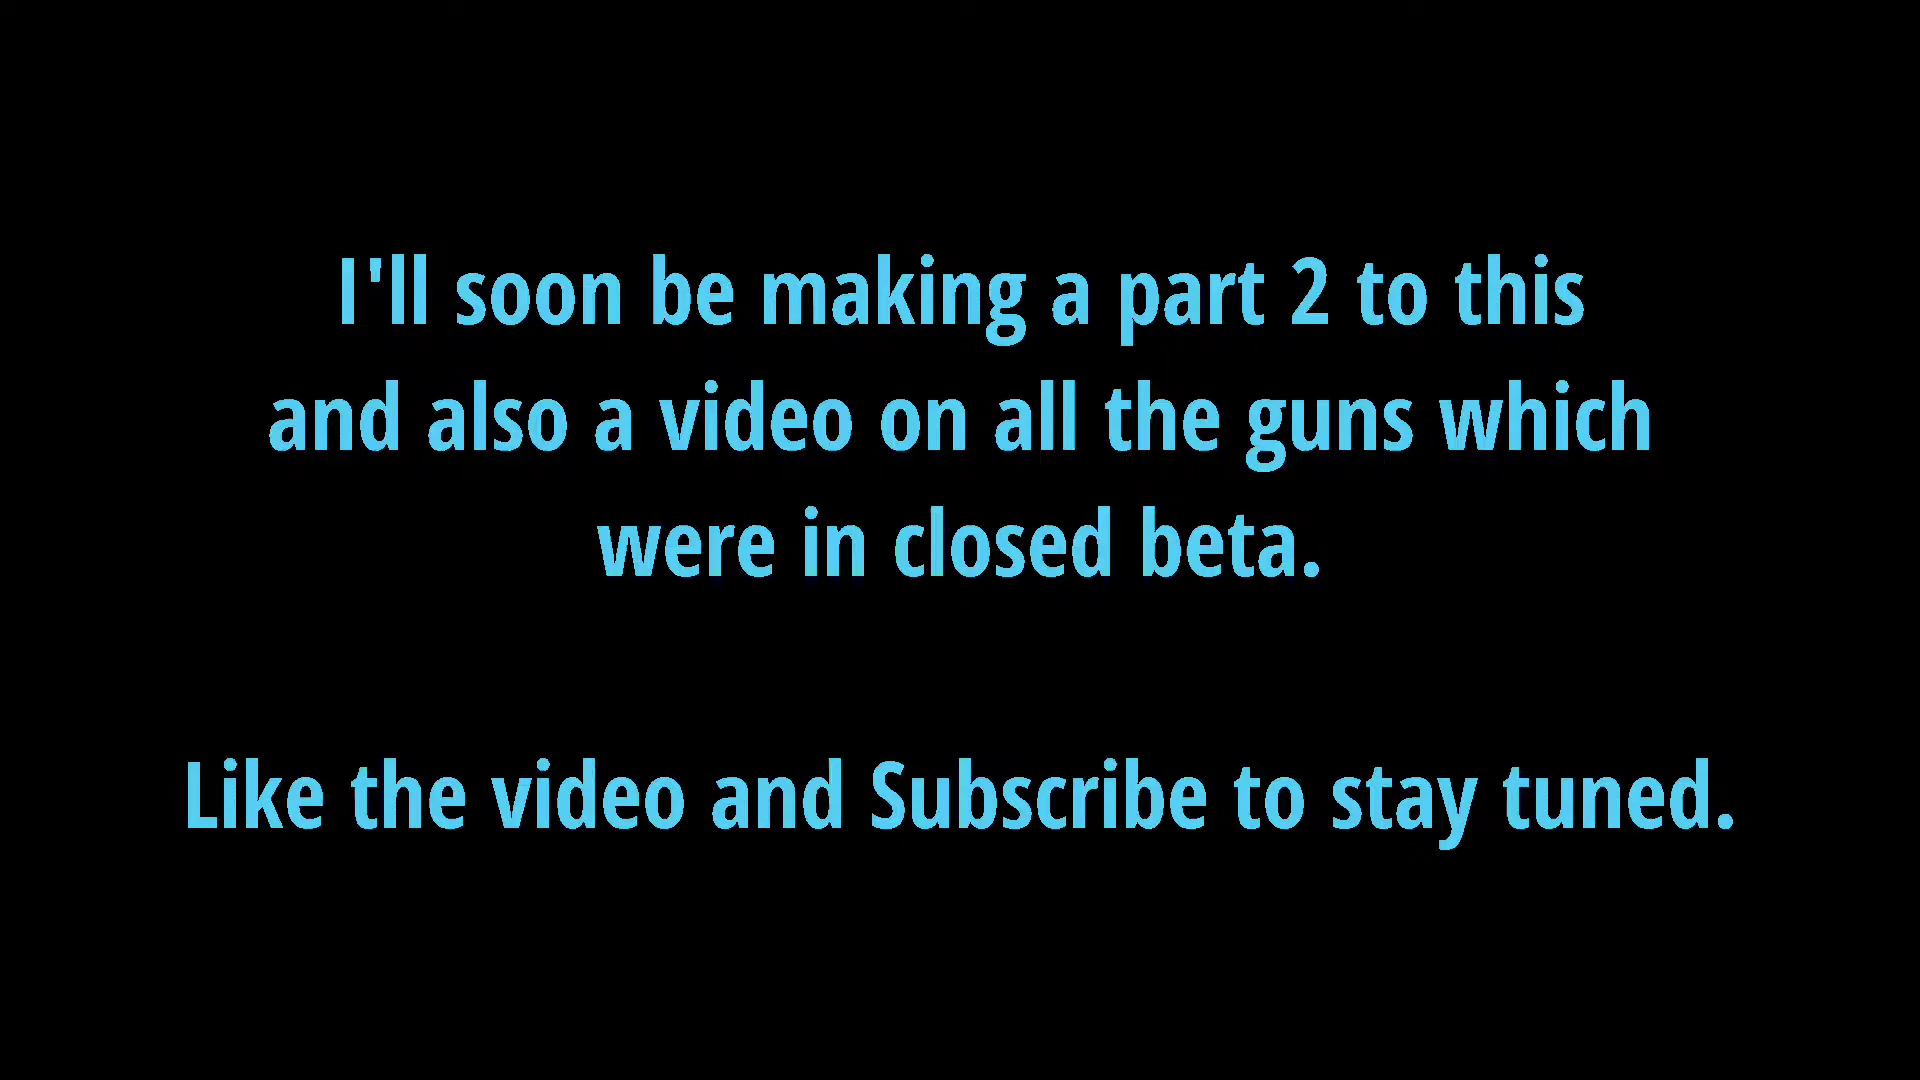 I'll soon be making a part 2 to this
and also a video on all the guns which
were in closed beta.
Like the video and Subscribe to stay tuned.